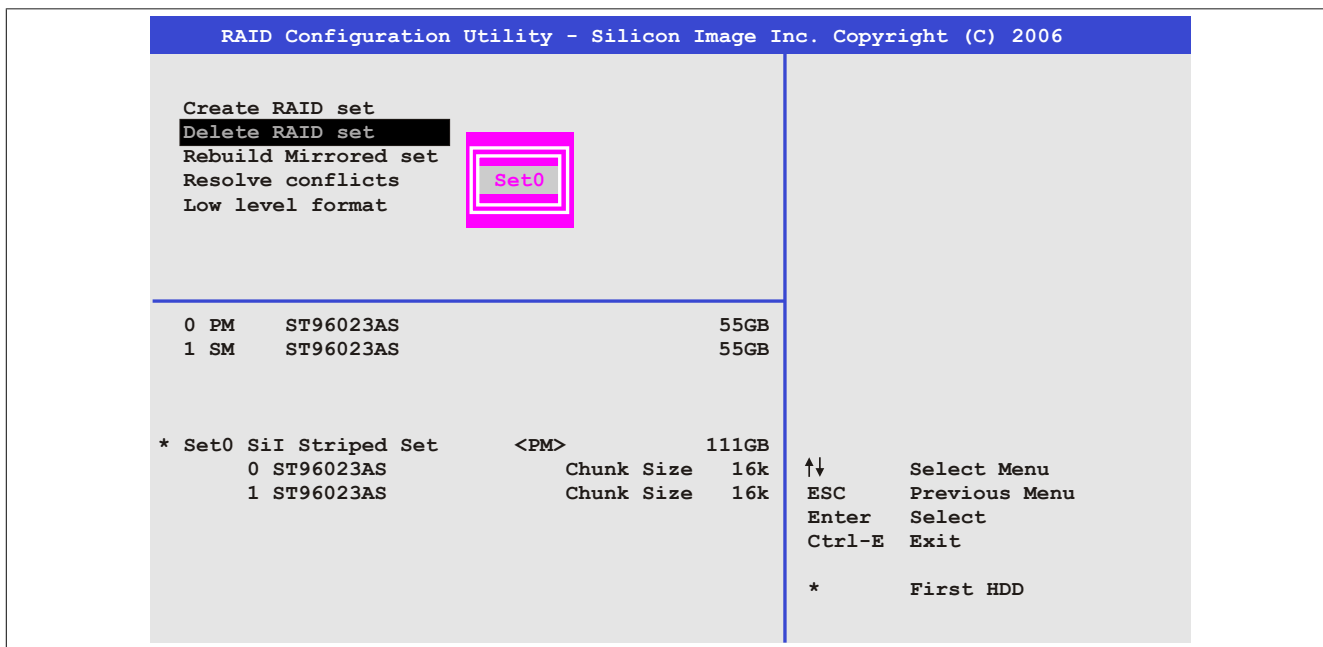 RAID Configuration Utility - Silicon Image Inc. Copyright (C) 2006
Create RAID set
Delete RAID set
Rebuild Mirrored set
Resolve conflicts
Low level format
Set0
0 PM ST96023AS 55GB
1 SM ST96023AS 55GB
* Set0 SiI Striped Set <PM> 111GB
0 ST96023AS Chunk Size 16k
1 ST96023AS Chunk Size 16k
↑↓ Select Menu
ESC Previous Menu
Enter Select
Ctrl-E Exit
* First HDD